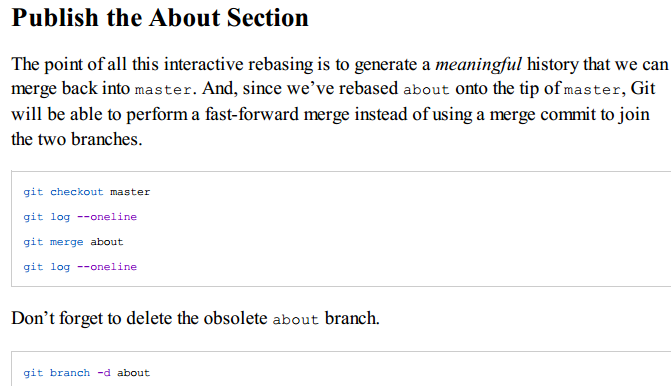 Publish the About Section
The point of all this interactive rebasing is to generate a meaningful history that we can
merge back into master. And, since we’ve rebased about onto the tip of master, Git
will be able to perform a fast-forward merge instead of using a merge commit to join
the two branches.
git checkout master
git log --oneline
git merge about
git log --oneline
Don’t forget to delete the obsolete about branch.
git branch -d about